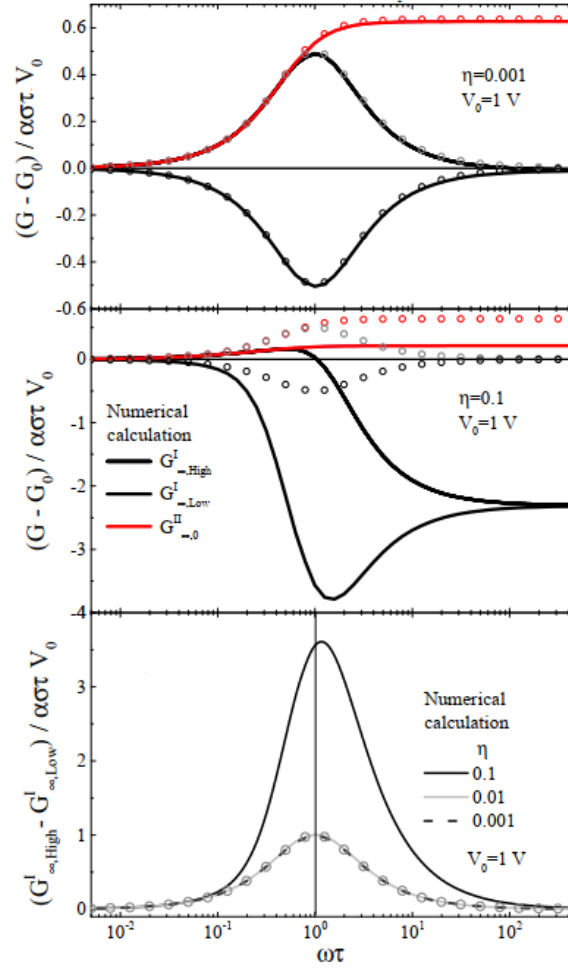 0.6
0.4
0.2
0.0
-0.2
-0.4
-0.6
(G - G₀) / αστ V₀
η=0.001
V₀=1 V
0
-1
-2
-3
-4
(G - G₀) / αστ V₀
η=0.1
V₀=1 V
Numerical
calculation
Gᴵ∞,High
Gᴵ∞,Low
Gᴵᴵ∞,0
3
2
1
0
(Gᴵ∞,High - Gᴵ∞,Low) / αστ V₀
Numerical
calculation
η
0.1
0.01
0.001
V₀=1 V
10⁻² 10⁻¹ 10⁰ 10¹ 10²
ωτ